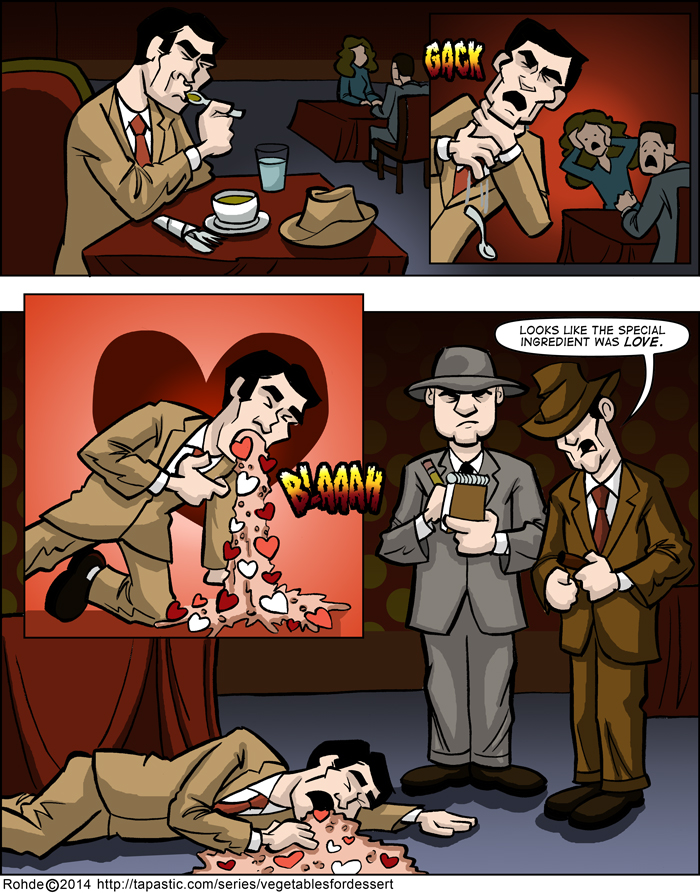 GACK
BLAAAH
LOOKS LIKE THE SPECIAL
INGREDIENT WAS LOVE.
Rohde©2014 http://tapastic.com/series/vegetablesfordessert